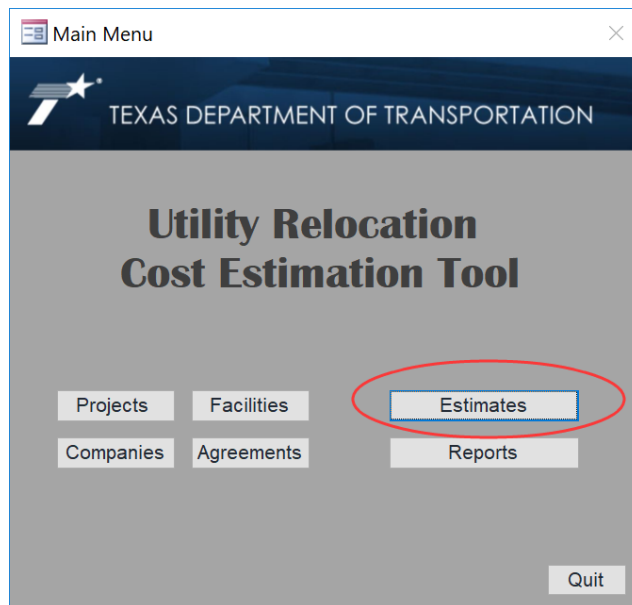 Main Menu
TEXAS DEPARTMENT OF TRANSPORTATION
Utility Relocation
Cost Estimation Tool
Projects Facilities Estimates
Companies Agreements Reports
Quit